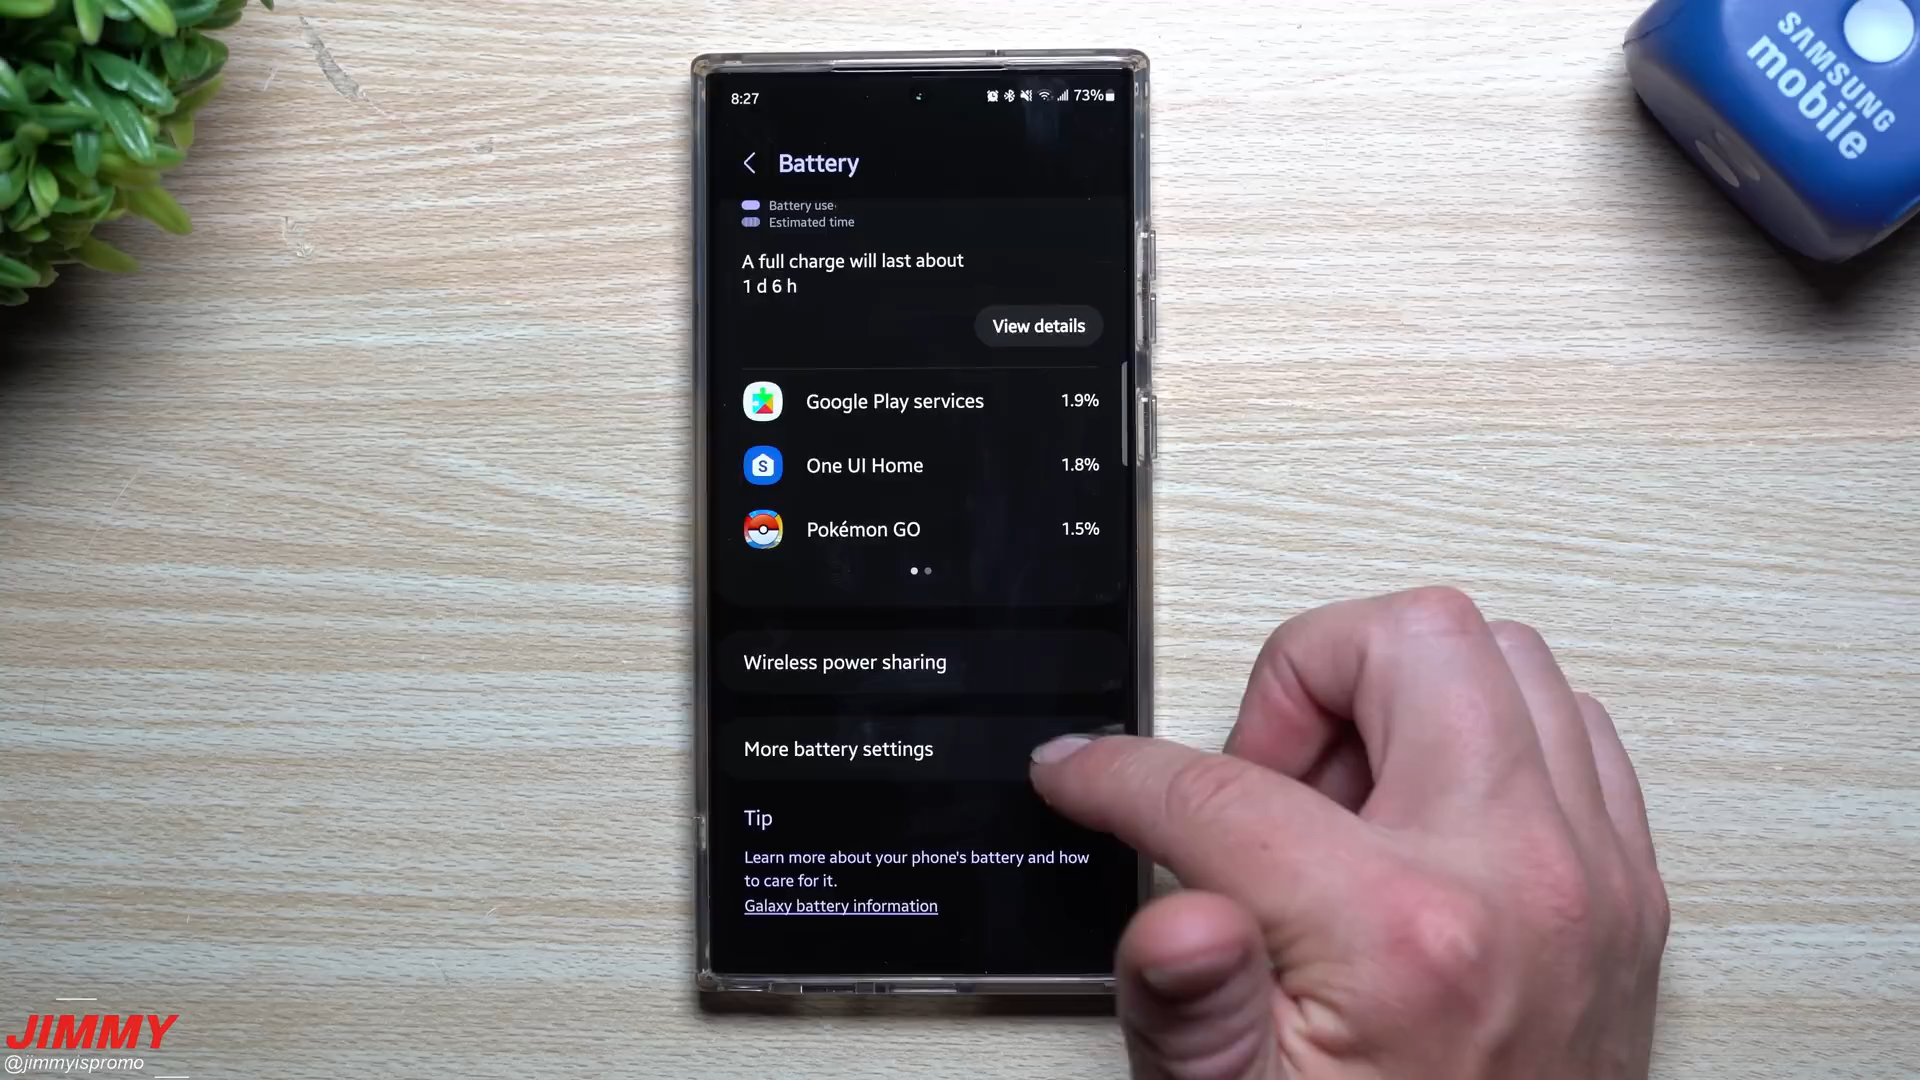 SAMSUNG
mobile
8:27
73%
Battery
Battery use
Estimated time
A full charge will last about
1 d 6 h
View details
Google Play services 1.9%
One UI Home 1.8%
Pokémon GO 1.5%
Wireless power sharing
More battery settings
Tip
Learn more about your phone's battery and how
to care for it.
Galaxy battery information
JIMMY
@jimmyispromo